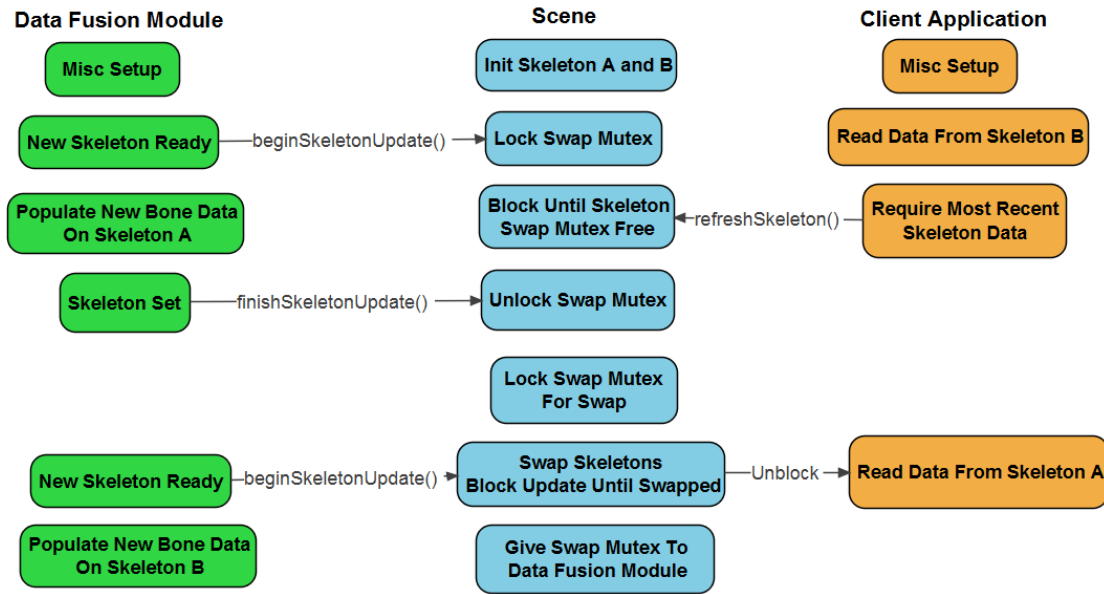 Data Fusion Module
Scene
Client Application
Misc Setup
Init Skeleton A and B
Misc Setup
New Skeleton Ready
beginSkeletonUpdate()
Lock Swap Mutex
Read Data From Skeleton B
Populate New Bone Data
On Skeleton A
Block Until Skeleton
Swap Mutex Free
refreshSkeleton()
Require Most Recent
Skeleton Data
Skeleton Set
finishSkeletonUpdate()
Unlock Swap Mutex
Lock Swap Mutex
For Swap
New Skeleton Ready
beginSkeletonUpdate()
Swap Skeletons
Block Update Until Swapped
Unblock
Read Data From Skeleton A
Populate New Bone Data
On Skeleton B
Give Swap Mutex To
Data Fusion Module